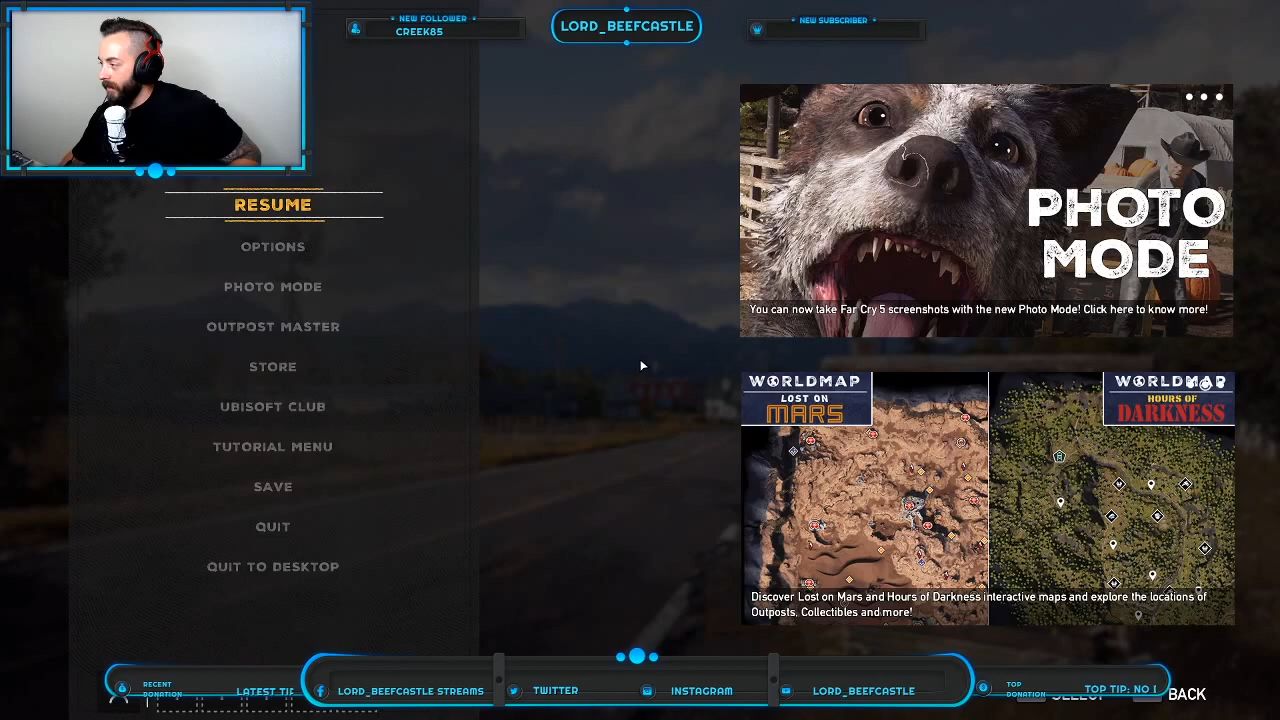 NEW FOLLOWER
CREEK85
LORD_BEEFCASTLE
NEW SUBSCRIBER
RESUME
OPTIONS
PHOTO MODE
OUTPOST MASTER
STORE
UBISOFT CLUB
TUTORIAL MENU
SAVE
QUIT
QUIT TO DESKTOP
PHOTO
MODE
You can now take Far Cry 5 screenshots with the new Photo Mode! Click here to know more!
WORLDMAP
LOST ON
MARS
WORLDMAP
HOURS OF
DARKNESS
Discover Lost on Mars and Hours of Darkness interactive maps and explore the locations of
Outposts, Collectibles and more!
RECENT
DONATION
LATEST TI
LORD_BEEFCASTLE STREAMS
TWITTER
INSTAGRAM
LORD_BEEFCASTLE
TOP
DONATION
TOP TIP: NO
SELECT
BACK